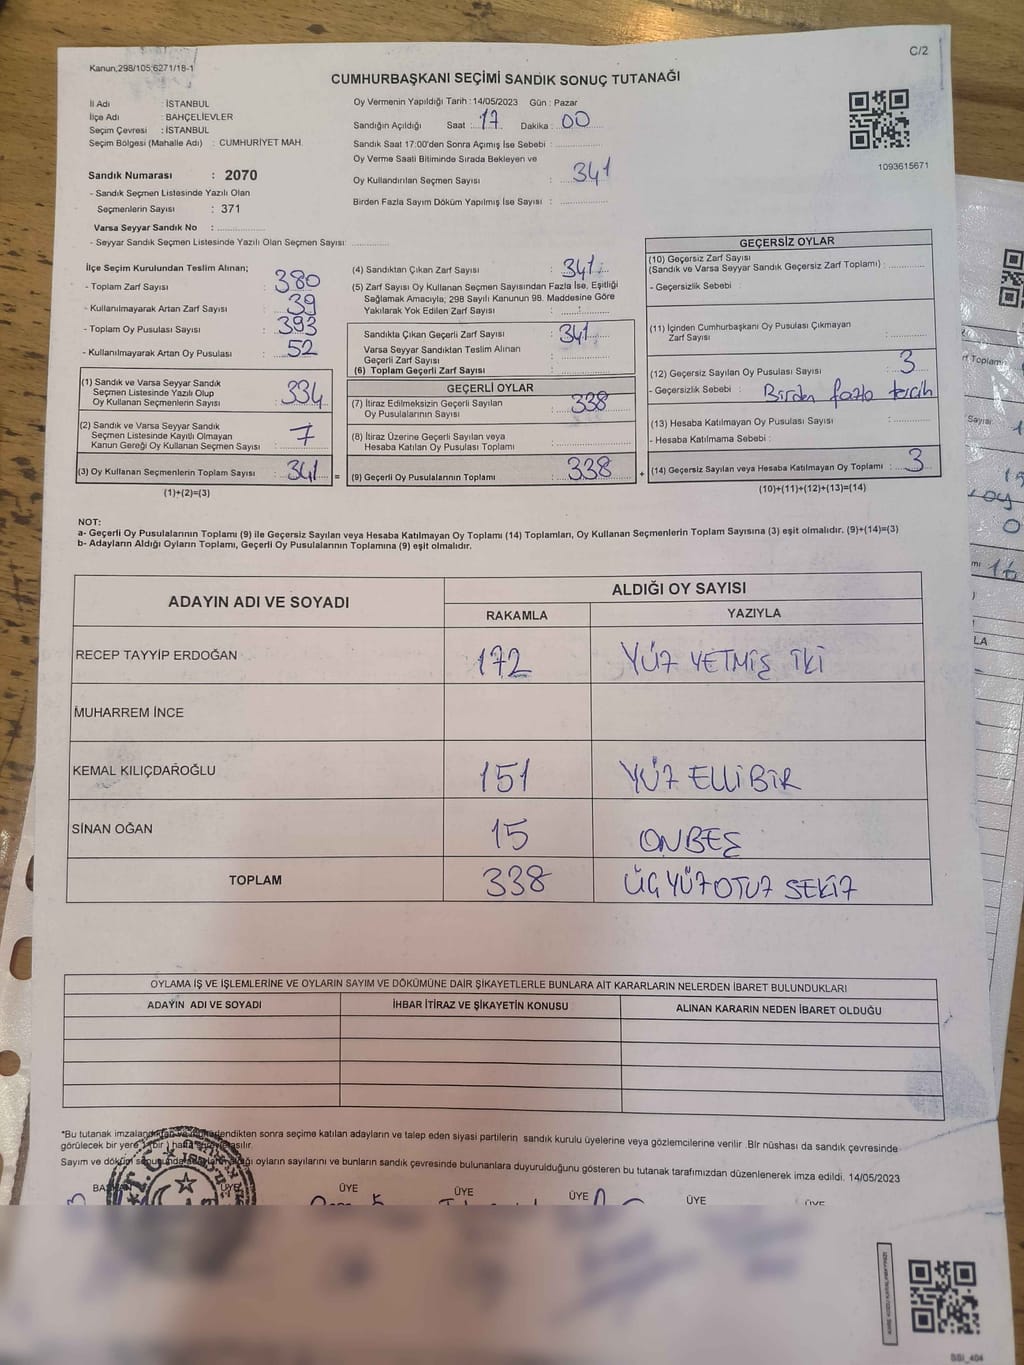 C/2
Kanun,298/105;6271/18-1
CUMHURBAŞKANI SEÇİMİ SANDIK SONUÇ TUTANAĞI
İl Adı : İSTANBUL
İlçe Adı : BAHÇELİEVLER
Seçim Çevresi : İSTANBUL
Seçim Bölgesi (Mahalle Adı) : CUMHURİYET MAH.
Sandık Numarası : 2070
- Sandık Seçmen Listesinde Yazılı Olan
Seçmenlerin Sayısı : 371
Varsa Seyyar Sandık No :
- Seyyar Sandık Seçmen Listesinde Yazılı Olan Seçmen Sayısı:
Oy Vermenin Yapıldığı Tarih : 14/05/2023 Gün : Pazar
Sandığın Açıldığı Saat : 17 Dakika : 00
Sandık Saat 17:00'den Sonra Açımış İse Sebebi :
Oy Verme Saati Bitiminde Sırada Bekleyen ve
Oy Kullandırılan Seçmen Sayısı : 341
Birden Fazla Sayım Döküm Yapılmış İse Sayısı :
1093615671
İlçe Seçim Kurulundan Teslim Alınan;
- Toplam Zarf Sayısı : 380
- Kullanılmayarak Artan Zarf Sayısı : 39
- Toplam Oy Pusulası Sayısı : 393
- Kullanılmayarak Artan Oy Pusulası : 52
(1) Sandık ve Varsa Seyyar Sandık
Seçmen Listesinde Yazılı Olup
Oy Kullanan Seçmenlerin Sayısı : 334
(2) Sandık ve Varsa Seyyar Sandık
Seçmen Listesinde Kayıtlı Olmayan
Kanun Gereği Oy Kullanan Seçmen Sayısı : 7
(3) Oy Kullanan Seçmenlerin Toplam Sayısı : 341 =
(1)+(2)=(3)
(4) Sandıktan Çıkan Zarf Sayısı : 341
(5) Zarf Sayısı Oy Kullanan Seçmen Sayısından Fazla İse, Eşitliği
Sağlamak Amacıyla; 298 Sayılı Kanunun 98. Maddesine Göre
Yakılarak Yok Edilen Zarf Sayısı :
Sandıkta Çıkan Geçerli Zarf Sayısı : 341
Varsa Seyyar Sandıktan Teslim Alınan
Geçerli Zarf Sayısı :
(6) Toplam Geçerli Zarf Sayısı :
GEÇERLİ OYLAR
(7) İtiraz Edilmeksizin Geçerli Sayılan
Oy Pusulalarının Sayısı : 338
(8) İtiraz Üzerine Geçerli Sayılan veya
Hesaba Katılan Oy Pusulası Toplamı :
(9) Geçerli Oy Pusulalarının Toplamı : 338 +
GEÇERSİZ OYLAR
(10) Geçersiz Zarf Sayısı
(Sandık ve Varsa Seyyar Sandık Geçersiz Zarf Toplamı) :
- Geçersizlik Sebebi :
(11) İçinden Cumhurbaşkanı Oy Pusulası Çıkmayan
Zarf Sayısı :
(12) Geçersiz Sayılan Oy Pusulası Sayısı : 3
- Geçersizlik Sebebi : Birden fazla tercih
(13) Hesaba Katılmayan Oy Pusulası Sayısı :
- Hesaba Katılmama Sebebi :
(14) Geçersiz Sayılan veya Hesaba Katılmayan Oy Toplamı : 3
(10)+(11)+(12)+(13)=(14)
NOT:
a- Geçerli Oy Pusulalarının Toplamı (9) ile Geçersiz Sayılan veya Hesaba Katılmayan Oy Toplamı (14) Toplamları, Oy Kullanan Seçmenlerin Toplam Sayısına (3) eşit olmalıdır. (9)+(14)=(3)
b- Adayların Aldığı Oyların Toplamı, Geçerli Oy Pusulalarının Toplamına (9) eşit olmalıdır.
ADAYIN ADI VE SOYADI ALDIĞI OY SAYISI
RAKAMLA YAZIYLA
RECEP TAYYİP ERDOĞAN 172 YÜZ YETMİŞ İKİ
MUHARREM İNCE
KEMAL KILIÇDAROĞLU 151 YÜZ ELLİ BİR
SİNAN OĞAN 15 ONBEŞ
TOPLAM 338 ÜÇ YÜZ OTUZ SEKİZ
OYLAMA İŞ VE İŞLEMLERİNE VE OYLARIN SAYIM VE DÖKÜMÜNE DAİR ŞİKAYETLERLE BUNLARA AİT KARARLARIN NELERDEN İBARET BULUNDUKLARI
ADAYIN ADI VE SOYADI İHBAR İTİRAZ VE ŞİKAYETİN KONUSU ALINAN KARARIN NEDEN İBARET OLDUĞU
*Bu tutanak sonra seçime katılan adayların ve talep eden siyasi partilerin sandık kurulu üyelerine veya gözlemcilerine verilir. Bir nüshası da sandık çevresinde
görülecek bir yere
Sayım ve döküm oyların sayılarını ve bunların sandık çevresinde bulunanlara duyurulduğunu gösteren bu tutanak tarafımızdan düzenlenerek imza edildi. 14/05/2023
ÜYE ÜYE ÜYE ÜYE ÜYE ÜYE
SSI_404